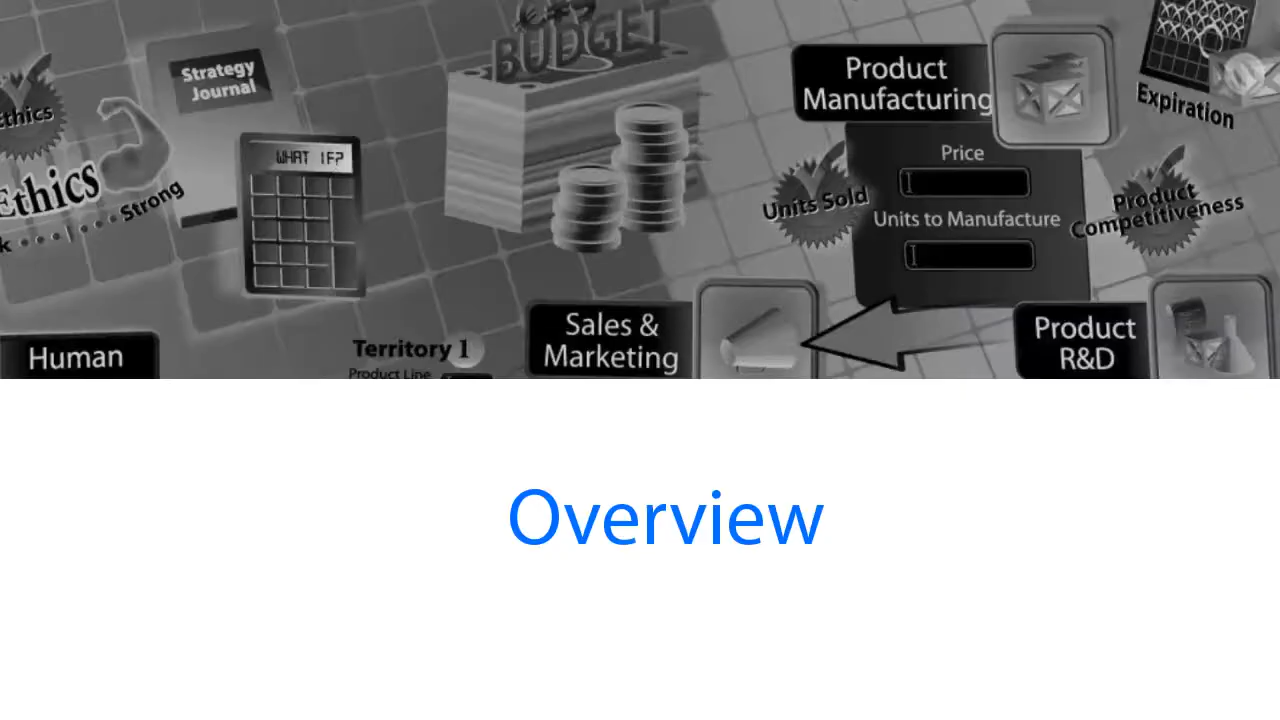 BUDGET
Strategy
Journal
Ethics
WHAT IF?
Ethics
Strong
Product
Manufacturing
Price
Units to Manufacture
Units Sold
Expiration
Product
Competitiveness
Human
Territory 1
Product Line
Sales &
Marketing
Product
R&D
Overview